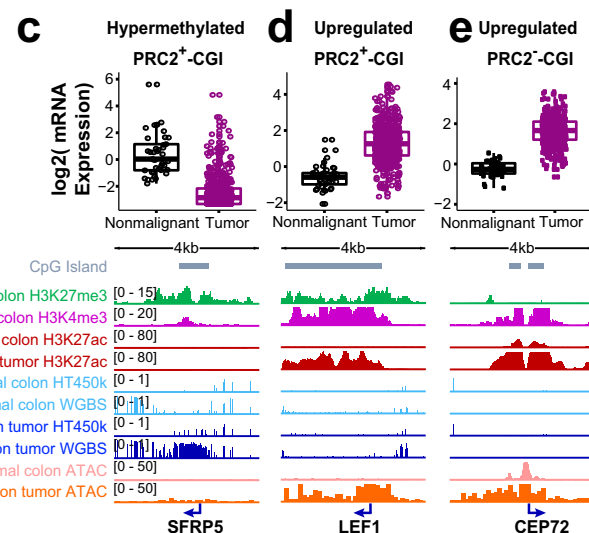 c
Hypermethylated
PRC2+-CGI
d
Upregulated
PRC2+-CGI
e
Upregulated
PRC2--CGI
log2( mRNA
Expression)
6
4
2
0
−2
4
2
0
−2
4
2
0
−2
Nonmalignant Tumor
Nonmalignant Tumor
Nonmalignant Tumor
4kb
4kb
4kb
CpG Island
colon H3K27me3 [0 - 15]
colon H3K4me3 [0 - 20]
colon H3K27ac [0 - 80]
tumor H3K27ac [0 - 80]
colon HT450k [0 - 1]
colon WGBS [0 - 1]
tumor HT450k [0 - 1]
tumor WGBS [0 - 1]
colon ATAC [0 - 50]
tumor ATAC [0 - 50]
SFRP5
LEF1
CEP72